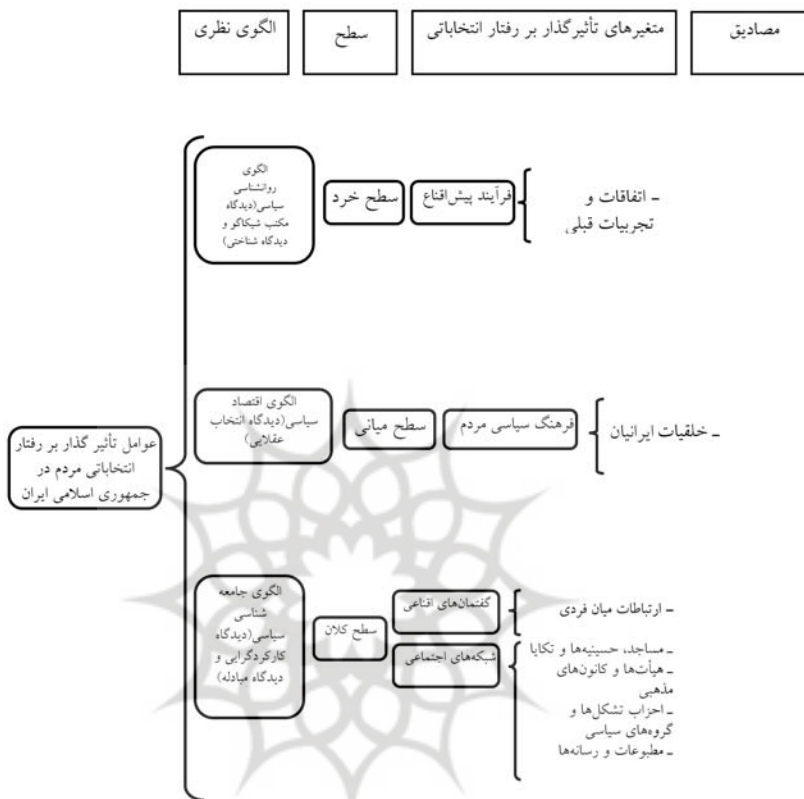 الگوی نظری
سطح
متغیرهای تأثیرگذار بر رفتار انتخاباتی
مصادیق
عوامل تأثیر گذار بر رفتار
انتخاباتی مردم در
جمهوری اسلامی ایران
الگوی
روانشناسی
سیاسی(دیدگاه
مکتب شیکاگو و
دیدگاه شناختی)
سطح خرد
فرآیند پیش‌اقناع
- اتفاقات و
تجربیات قبلی
الگوی اقتصاد
سیاسی(دیدگاه انتخاب
عقلایی)
سطح میانی
فرهنگ سیاسی مردم
- خلقیات ایرانیان
الگوی جامعه
شناسی
سیاسی(دیدگاه
کارکردگرایی و
دیدگاه مبادله)
سطح کلان
گفتمان‌های اقناعی
- ارتباطات میان فردی
شبکه‌های اجتماعی
- مساجد، حسینیه‌ها و تکایا
- هیأت‌ها و کانون‌های
مذهبی
- احزاب تشکل‌ها و
گروه‌های سیاسی
- مطبوعات و رسانه‌ها